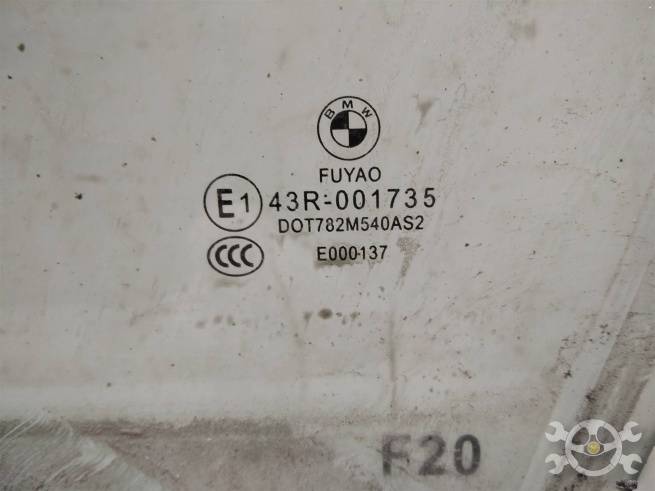 BMW
FUYAO
E1 43R-001735
DOT782M540AS2
CCC E000137
F20